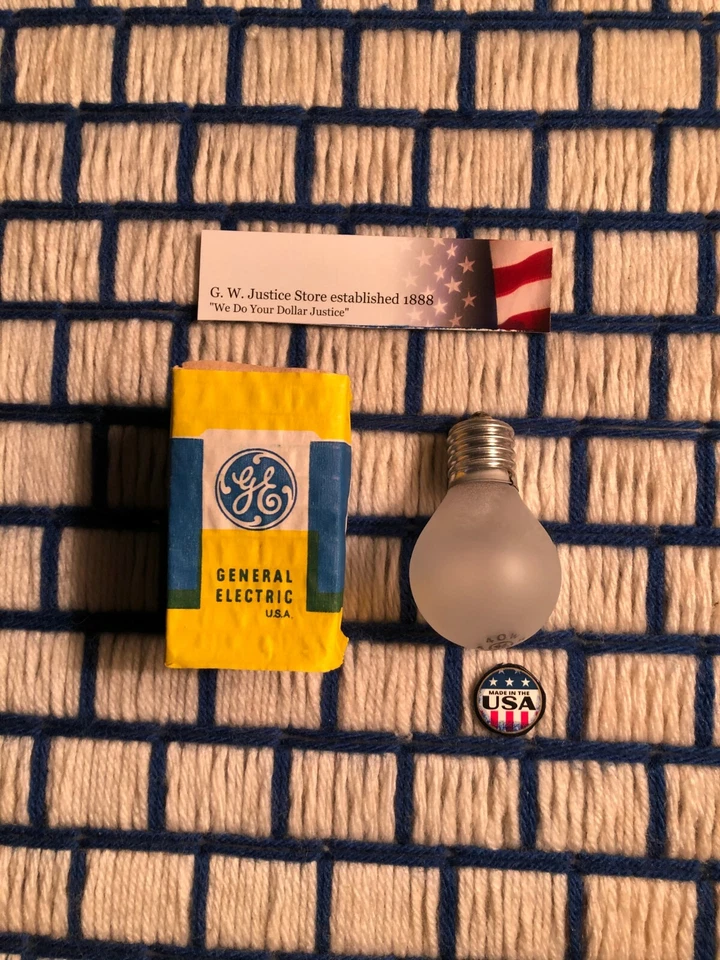 G. W. Justice Store established 1888
"We Do Your Dollar Justice"
GE
GENERAL
ELECTRIC
U.S.A.
MADE IN THE
USA